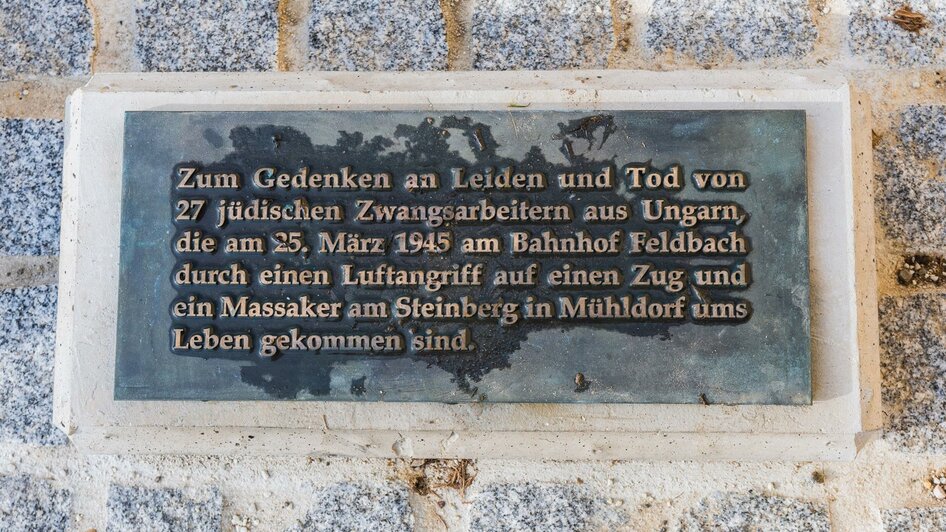 Zum Gedenken an Leiden und Tod von
27 jüdischen Zwangsarbeitern aus Ungarn,
die am 25. März 1945 am Bahnhof Feldbach
durch einen Luftangriff auf einen Zug und
ein Massaker am Steinberg in Mühldorf ums
Leben gekommen sind.